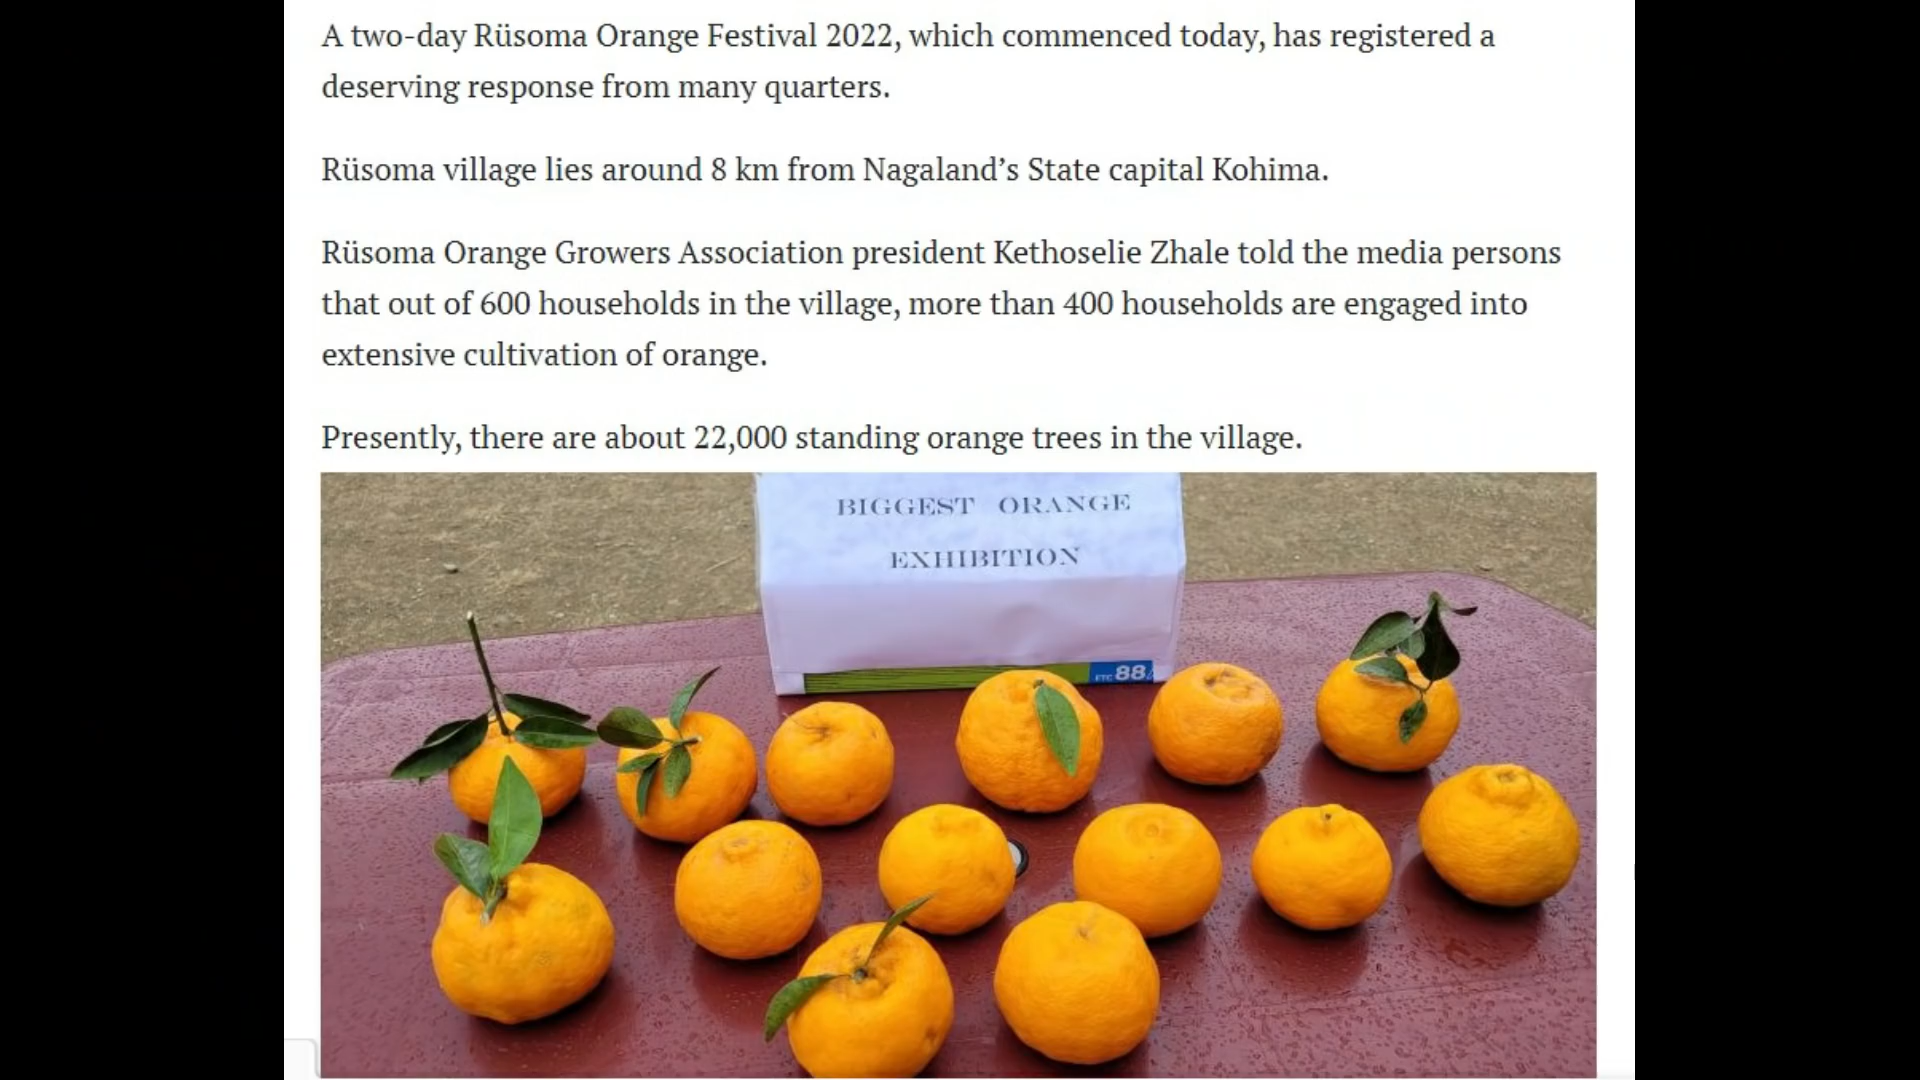 A two-day Rüsoma Orange Festival 2022, which commenced today, has registered a
deserving response from many quarters.
Rüsoma village lies around 8 km from Nagaland’s State capital Kohima.
Rüsoma Orange Growers Association president Kethoselie Zhale told the media persons
that out of 600 households in the village, more than 400 households are engaged into
extensive cultivation of orange.
Presently, there are about 22,000 standing orange trees in the village.
BIGGEST ORANGE
EXHIBITION
88